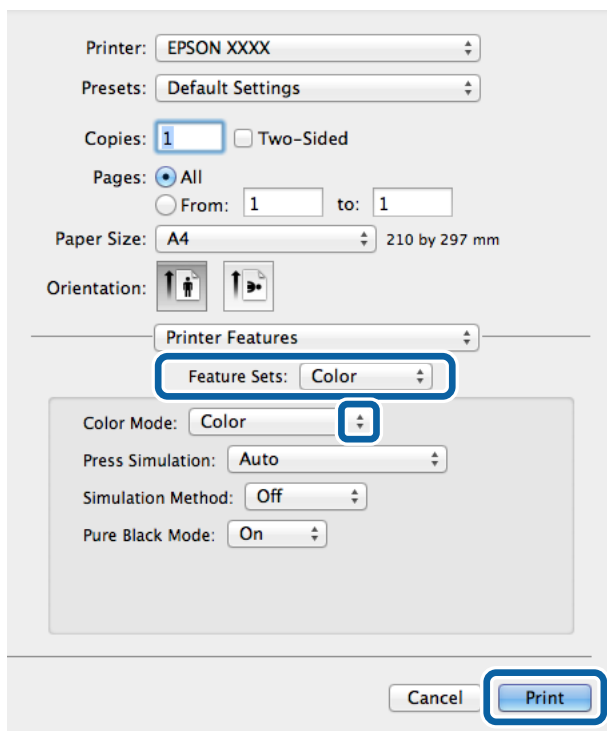 Printer: EPSON XXXX
Presets: Default Settings
Copies: 1 Two-Sided
Pages: All
From: 1 to: 1
Paper Size: A4 210 by 297 mm
Orientation:
Printer Features
Feature Sets: Color
Color Mode: Color
Press Simulation: Auto
Simulation Method: Off
Pure Black Mode: On
Cancel Print